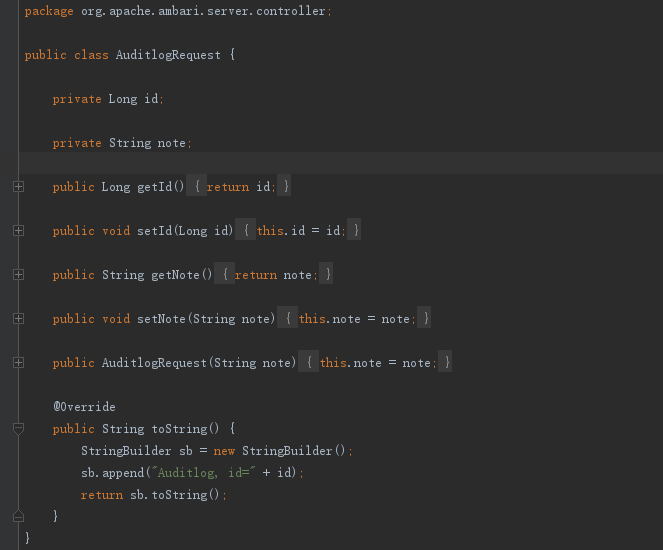 package org.apache.ambari.server.controller;
public class AuditlogRequest {
private Long id;
private String note;
public Long getId() { return id; }
public void setId(Long id) { this.id = id; }
public String getNote() { return note; }
public void setNote(String note) { this.note = note; }
public AuditlogRequest(String note) { this.note = note; }
@Override
public String toString() {
StringBuilder sb = new StringBuilder();
sb.append("Auditlog, id=" + id);
return sb.toString();
}
}